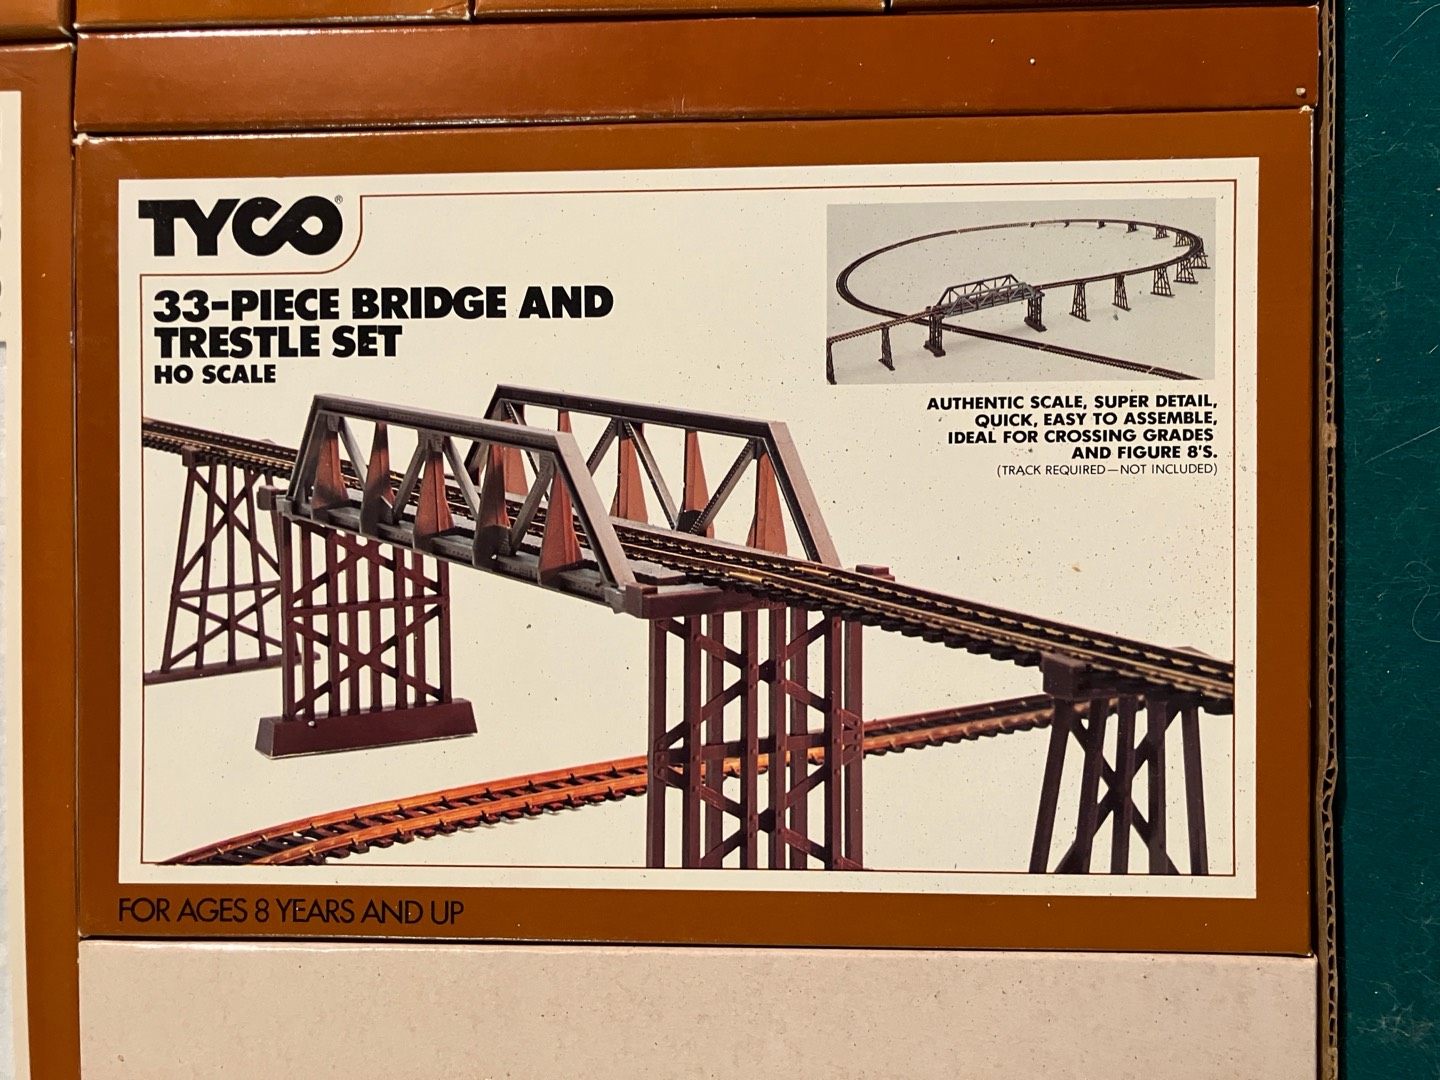 TYCO®
33-PIECE BRIDGE AND
TRESTLE SET
HO SCALE
AUTHENTIC SCALE, SUPER DETAIL,
QUICK, EASY TO ASSEMBLE,
IDEAL FOR CROSSING GRADES
AND FIGURE 8'S.
(TRACK REQUIRED—NOT INCLUDED)
FOR AGES 8 YEARS AND UP